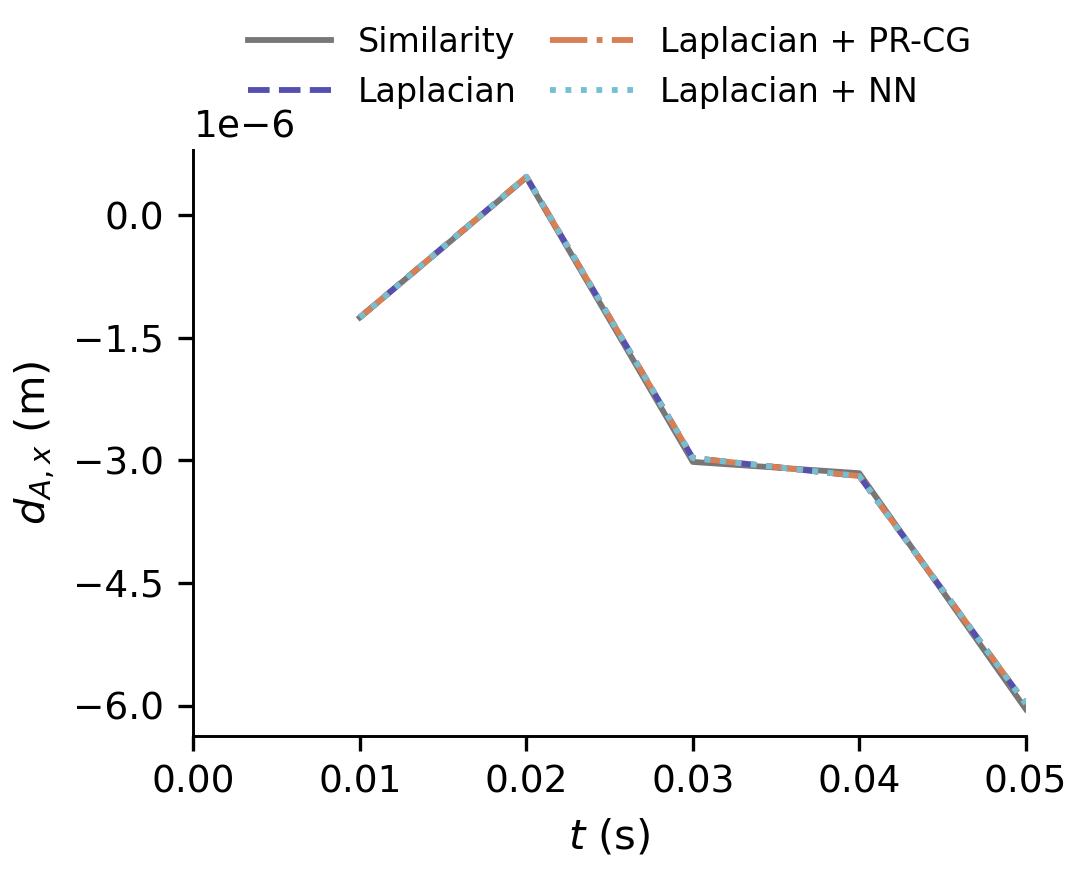 Similarity
Laplacian
Laplacian + PR-CG
Laplacian + NN
1e−6
0.0
−1.5
−3.0
−4.5
−6.0
d_{A,x} (m)
0.00 0.01 0.02 0.03 0.04 0.05
t (s)